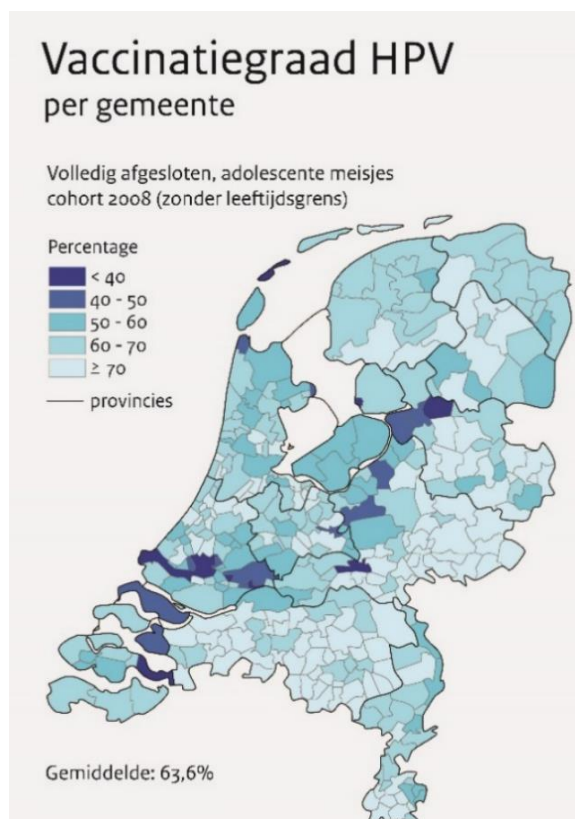 Vaccinatiegraad HPV
per gemeente
Volledig afgesloten, adolescente meisjes
cohort 2008 (zonder leeftijdsgrens)
Percentage
< 40
40 - 50
50 - 60
60 - 70
≥ 70
provincies
Gemiddelde: 63,6%